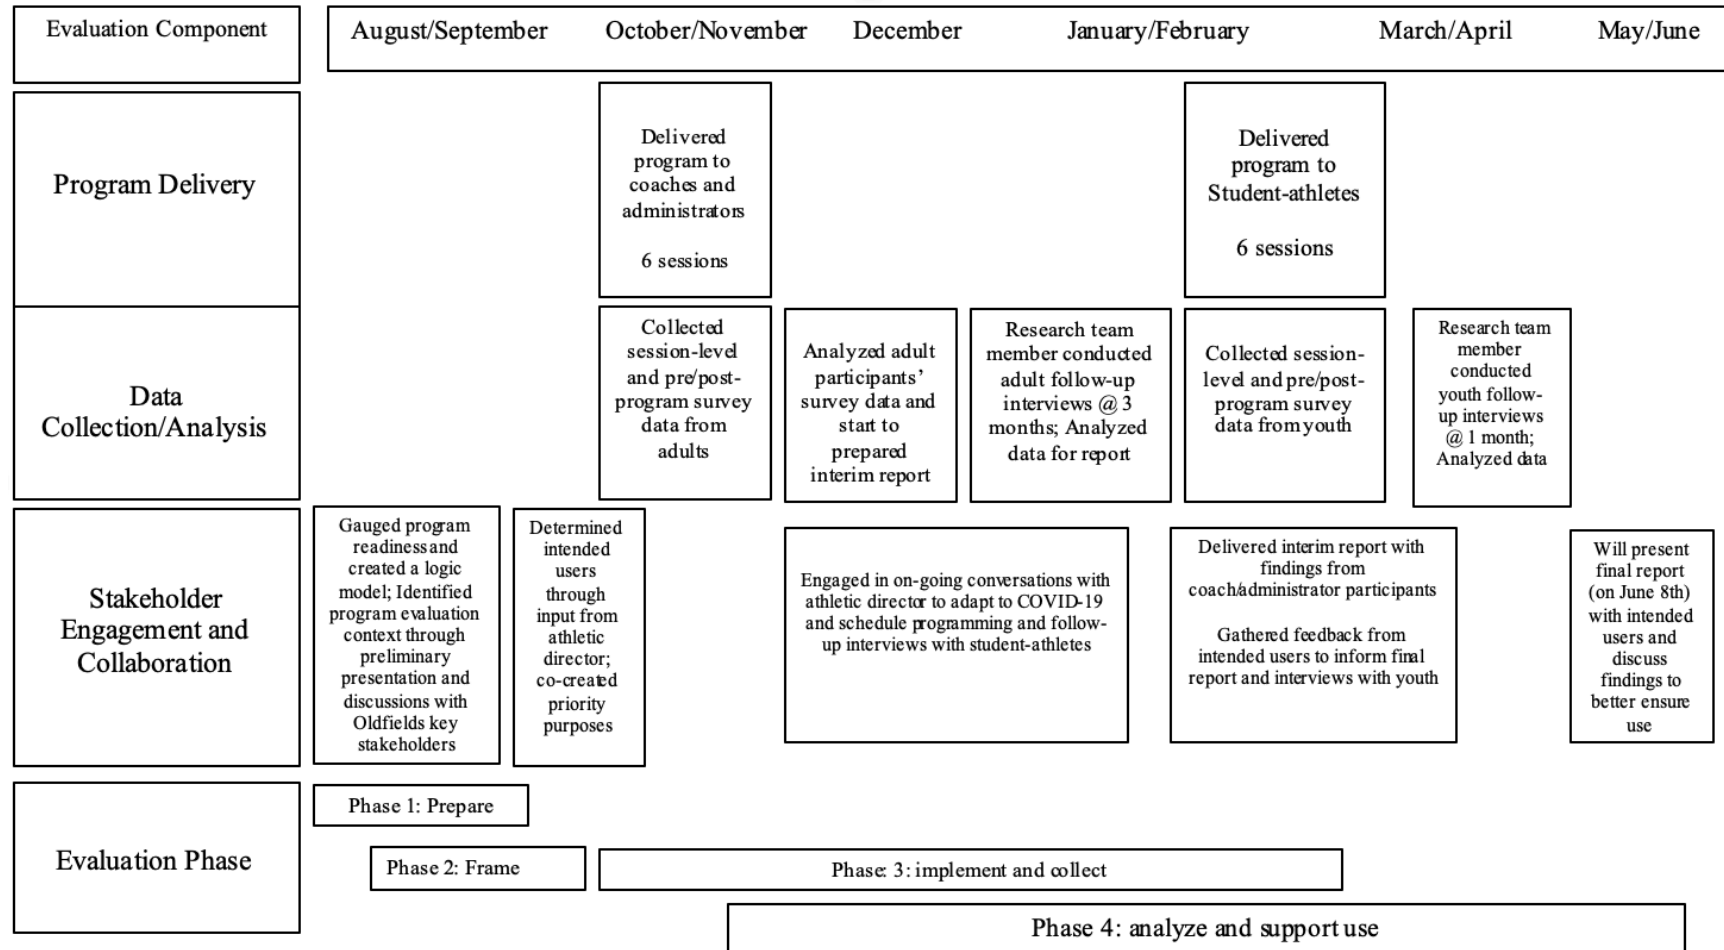 Evaluation Component
August/September
October/November
December
January/February
March/April
May/June
Program Delivery
Delivered
program to
coaches and
administrators
6 sessions
Delivered
program to
Student-athletes
6 sessions
Data
Collection/Analysis
Collected
session-level
and pre/post-
program survey
data from
adults
Analyzed adult
participants’
survey data and
start to
prepared
interim report
Research team
member conducted
adult follow-up
interviews @ 3
months; Analyzed
data for report
Collected session-
level and pre/post-
program survey
data from youth
Research team
member
conducted
youth follow-
up interviews
@ 1 month;
Analyzed data
Stakeholder
Engagement and
Collaboration
Gauged program
readiness and
created a logic
model; Identified
program evaluation
context through
preliminary
presentation and
discussions with
Oldfields key
stakeholders
Determined
intended
users
through
input from
athletic
director;
co-created
priority
purposes
Engaged in on-going conversations with
athletic director to adapt to COVID-19
and schedule programming and follow-
up interviews with student-athletes
Delivered interim report with
findings from
coach/administrator participants
Gathered feedback from
intended users to inform final
report and interviews with youth
Will present
final report
(on June 8th)
with intended
users and
discuss
findings to
better ensure
use
Evaluation Phase
Phase 1: Prepare
Phase 2: Frame
Phase: 3: implement and collect
Phase 4: analyze and support use